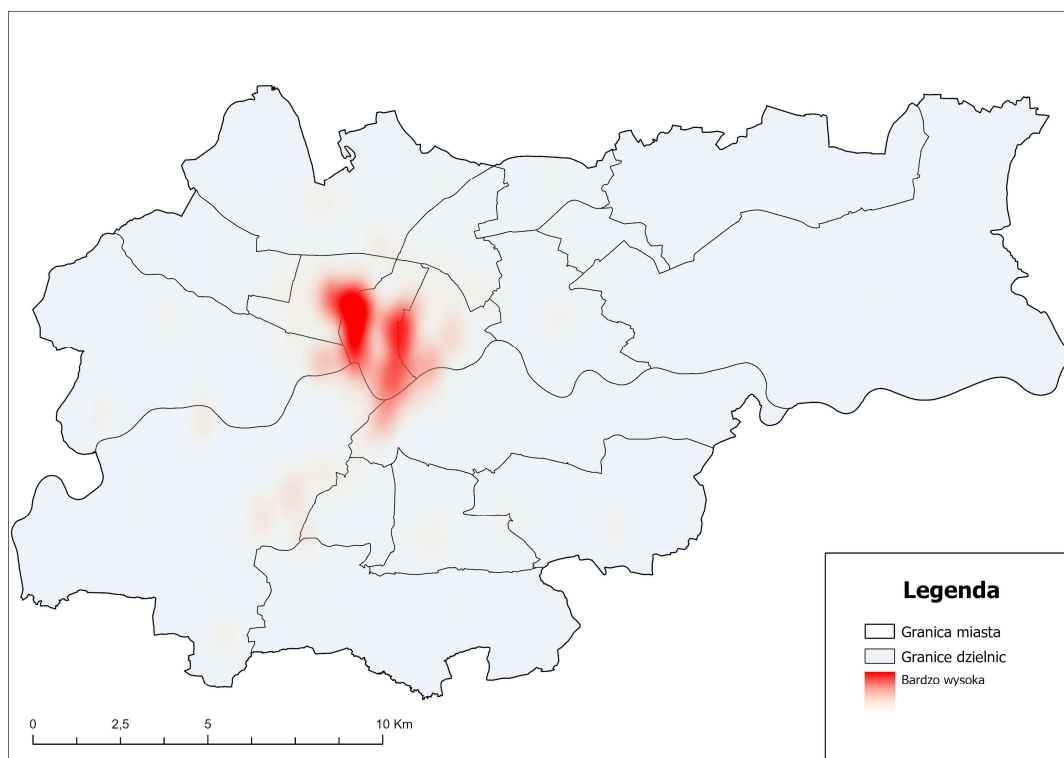 Legenda
Granica miasta
Granice dzielnic
Bardzo wysoka
0 2,5 5 10 Km